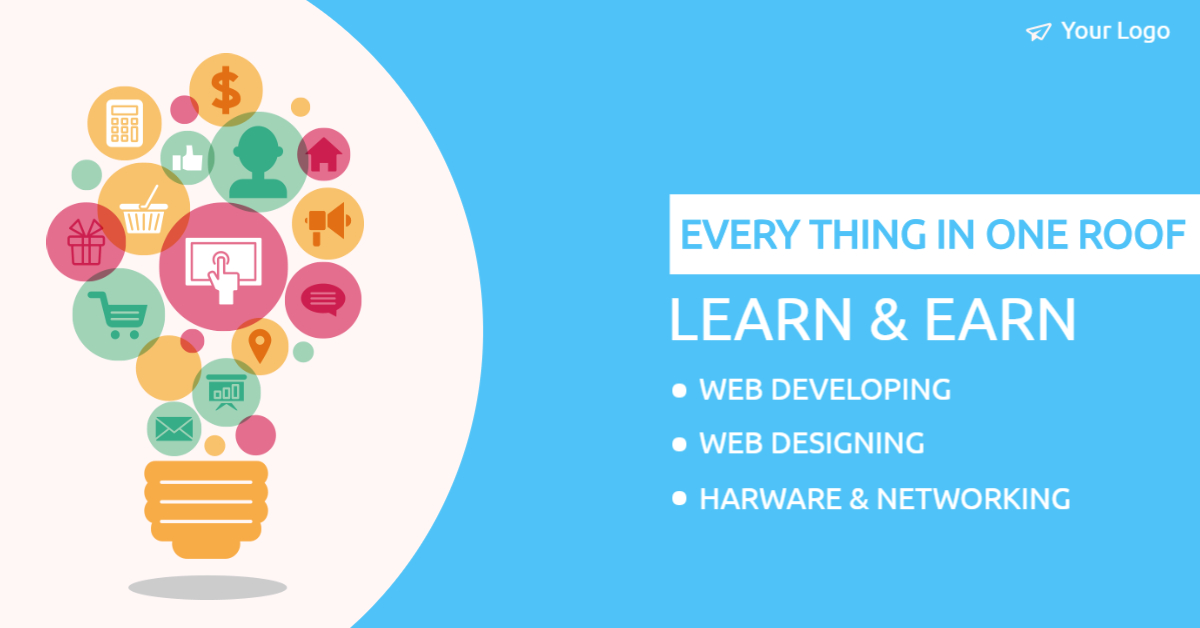 Your Logo
EVERY THING IN ONE ROOF
LEARN & EARN
WEB DEVELOPING
WEB DESIGNING
HARWARE & NETWORKING